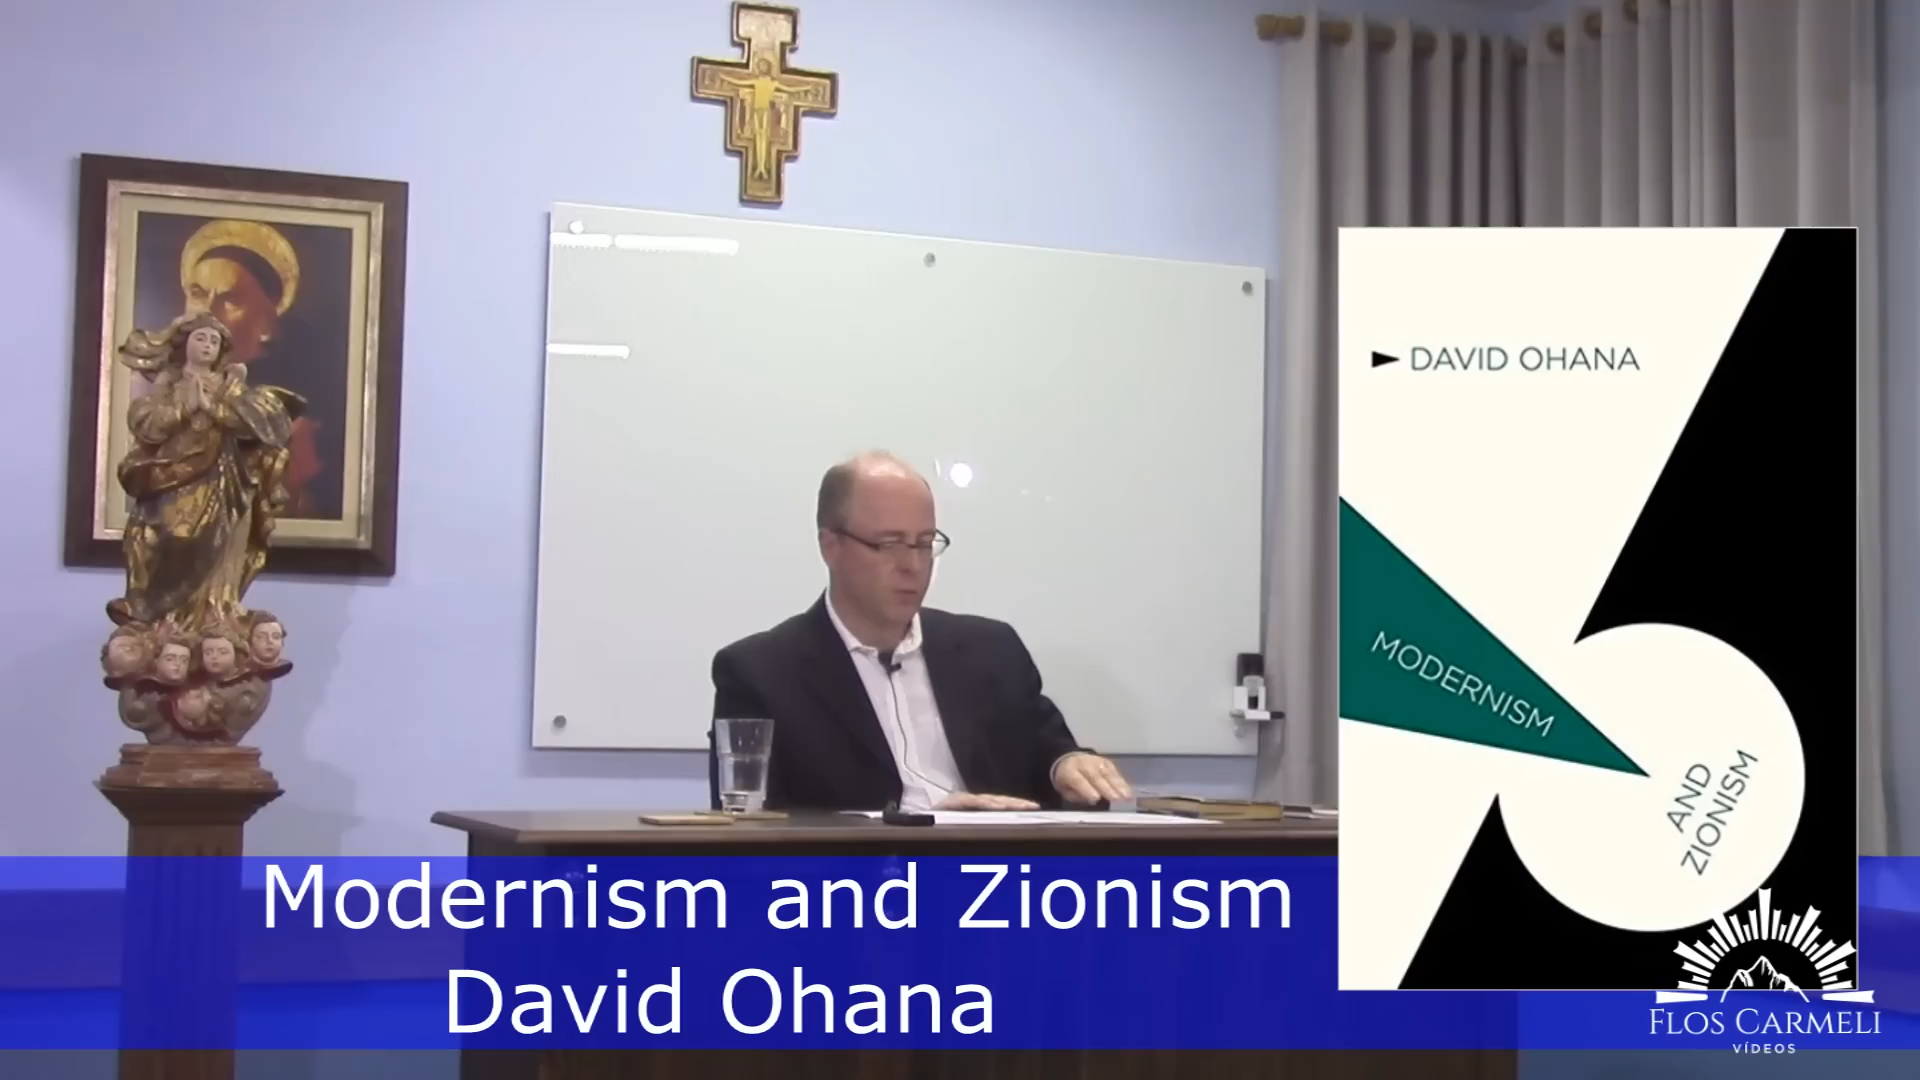 DAVID OHANA
MODERNISM
AND
ZIONISM
Modernism and Zionism
David Ohana
FLOS CARMELI
VÍDEOS